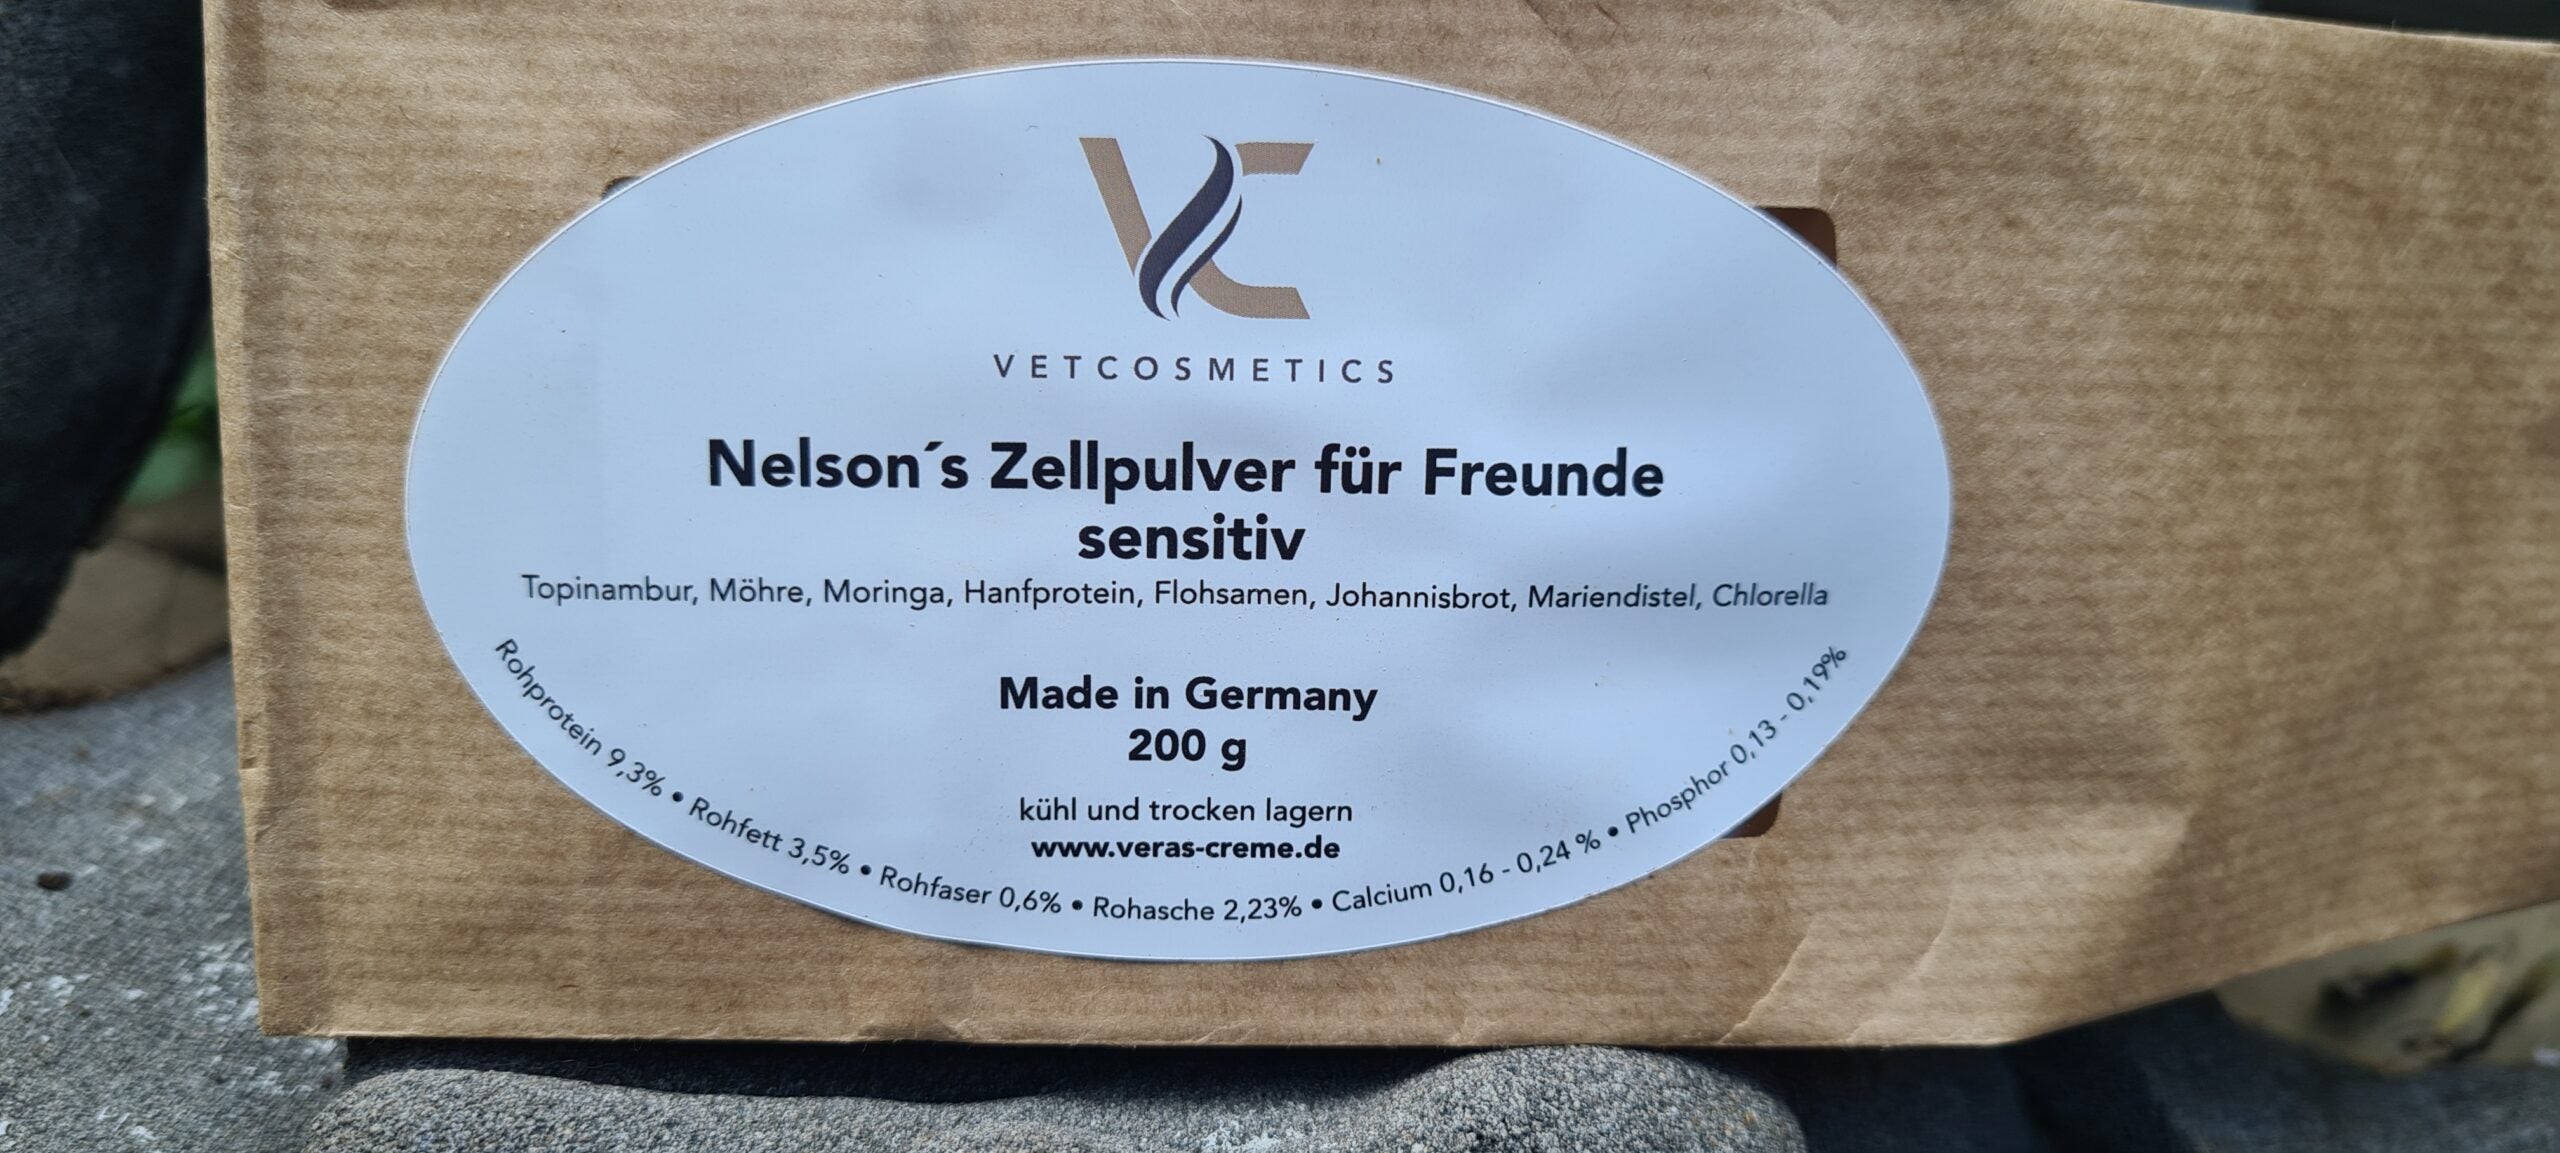 VC
VETCOSMETICS
Nelson´s Zellpulver für Freunde
sensitiv
Topinambur, Möhre, Moringa, Hanfprotein, Flohsamen, Johannisbrot, Mariendistel, Chlorella
Made in Germany
200 g
kühl und trocken lagern
www.veras-creme.de
Rohprotein 9,3% • Rohfett 3,5% • Rohfaser 0,6% • Rohasche 2,23% • Calcium 0,16 - 0,24 % • Phosphor 0,13 - 0,19%